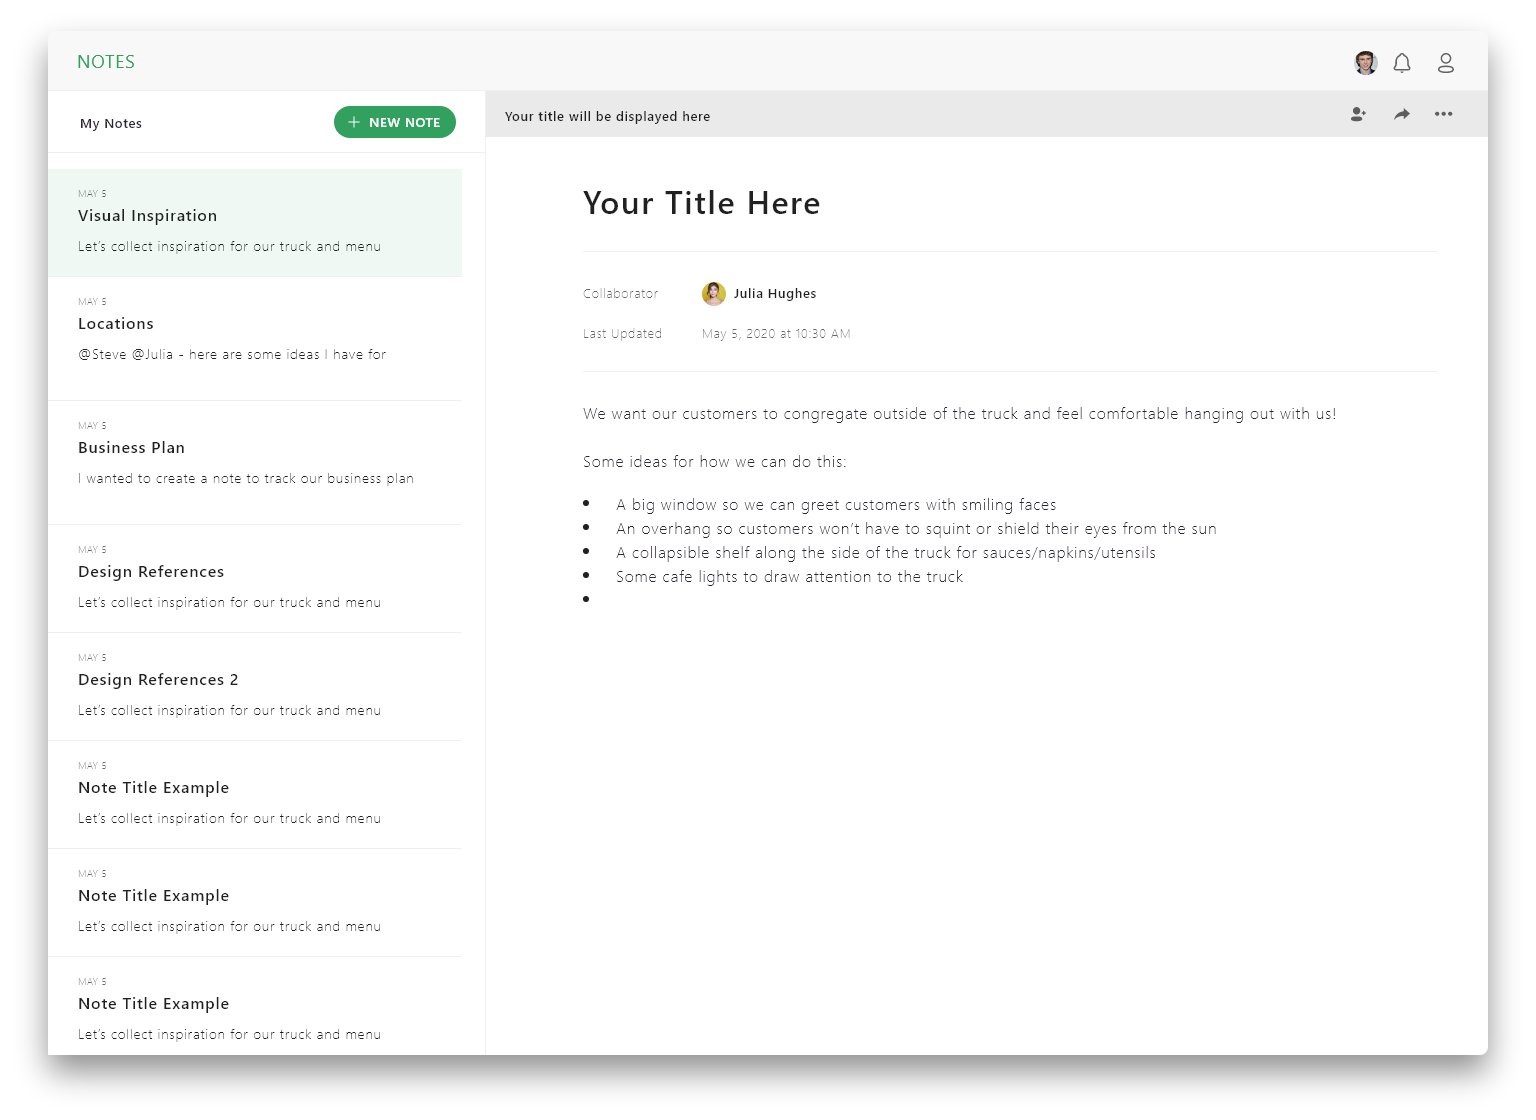 NOTES
My Notes
NEW NOTE
MAY 5
Visual Inspiration
Let’s collect inspiration for our truck and menu
MAY 5
Locations
@Steve @Julia - here are some ideas I have for
MAY 5
Business Plan
I wanted to create a note to track our business plan
MAY 5
Design References
Let’s collect inspiration for our truck and menu
MAY 5
Design References 2
Let’s collect inspiration for our truck and menu
MAY 5
Note Title Example
Let’s collect inspiration for our truck and menu
MAY 5
Note Title Example
Let’s collect inspiration for our truck and menu
MAY 5
Note Title Example
Let’s collect inspiration for our truck and menu
Your title will be displayed here
Your Title Here
Collaborator Julia Hughes
Last Updated May 5, 2020 at 10:30 AM
We want our customers to congregate outside of the truck and feel comfortable hanging out with us!
Some ideas for how we can do this:
• A big window so we can greet customers with smiling faces
• An overhang so customers won’t have to squint or shield their eyes from the sun
• A collapsible shelf along the side of the truck for sauces/napkins/utensils
• Some cafe lights to draw attention to the truck
•